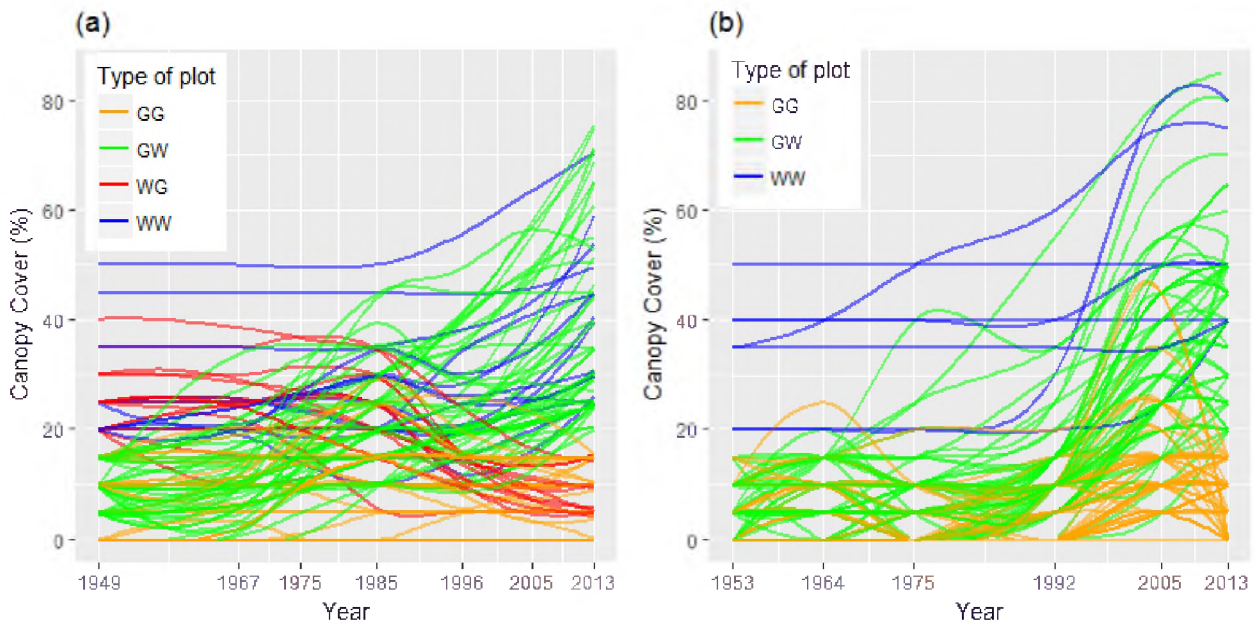 (a)
Type of plot
GG
GW
WG
WW
80
60
40
20
0
Canopy Cover (%)
1949 1967 1975 1985 1996 2005 2013
Year
(b)
Type of plot
GG
GW
WW
80
60
40
20
0
Canopy Cover (%)
1953 1964 1975 1992 2005 2013
Year